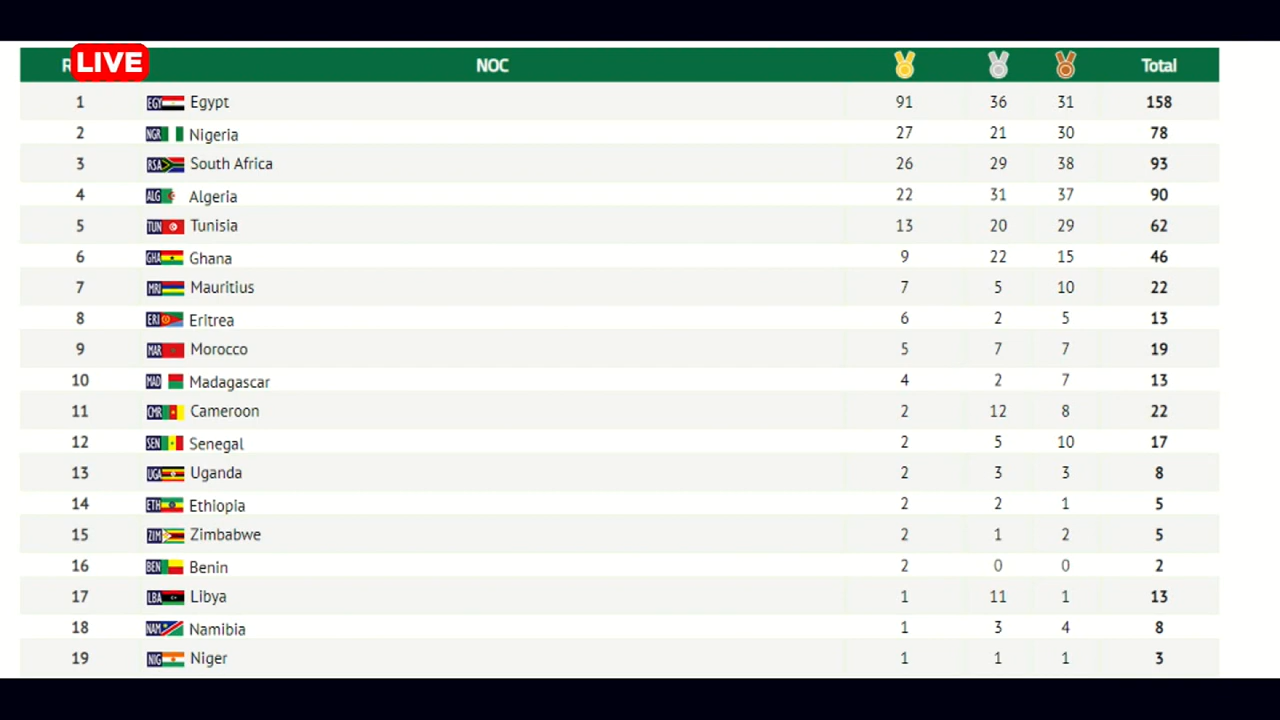 LIVE
R NOC Total
1 EGY Egypt 91 36 31 158
2 NGR Nigeria 27 21 30 78
3 RSA South Africa 26 29 38 93
4 ALG Algeria 22 31 37 90
5 TUN Tunisia 13 20 29 62
6 GHA Ghana 9 22 15 46
7 MRI Mauritius 7 5 10 22
8 ERI Eritrea 6 2 5 13
9 MAR Morocco 5 7 7 19
10 MAD Madagascar 4 2 7 13
11 CMR Cameroon 2 12 8 22
12 SEN Senegal 2 5 10 17
13 UGA Uganda 2 3 3 8
14 ETH Ethiopia 2 2 1 5
15 ZIM Zimbabwe 2 1 2 5
16 BEN Benin 2 0 0 2
17 LBA Libya 1 11 1 13
18 NAM Namibia 1 3 4 8
19 NIG Niger 1 1 1 3